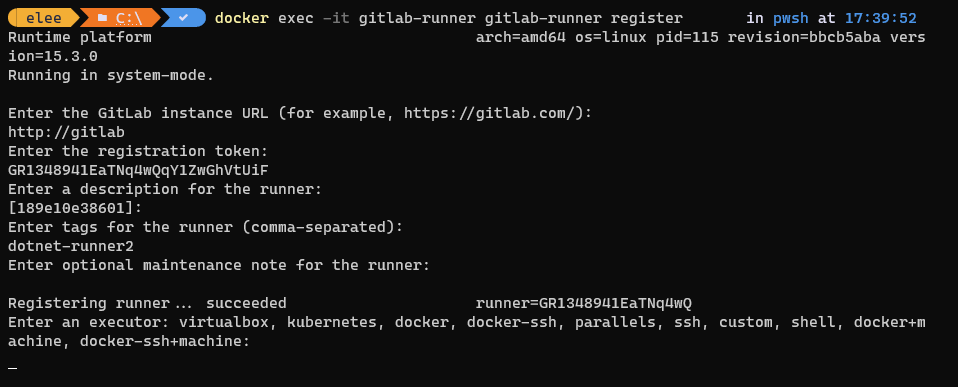 elee C:\ ✓ docker exec -it gitlab-runner gitlab-runner register in pwsh at 17:39:52
Runtime platform arch=amd64 os=linux pid=115 revision=bbcb5aba vers
ion=15.3.0
Running in system-mode.
Enter the GitLab instance URL (for example, https://gitlab.com/):
http://gitlab
Enter the registration token:
GR1348941EaTNq4wQqY1ZwGhVtUiF
Enter a description for the runner:
[189e10e38601]:
Enter tags for the runner (comma-separated):
dotnet-runner2
Enter optional maintenance note for the runner:
Registering runner... succeeded runner=GR1348941EaTNq4wQ
Enter an executor: virtualbox, kubernetes, docker, docker-ssh, parallels, ssh, custom, shell, docker+m
achine, docker-ssh+machine: